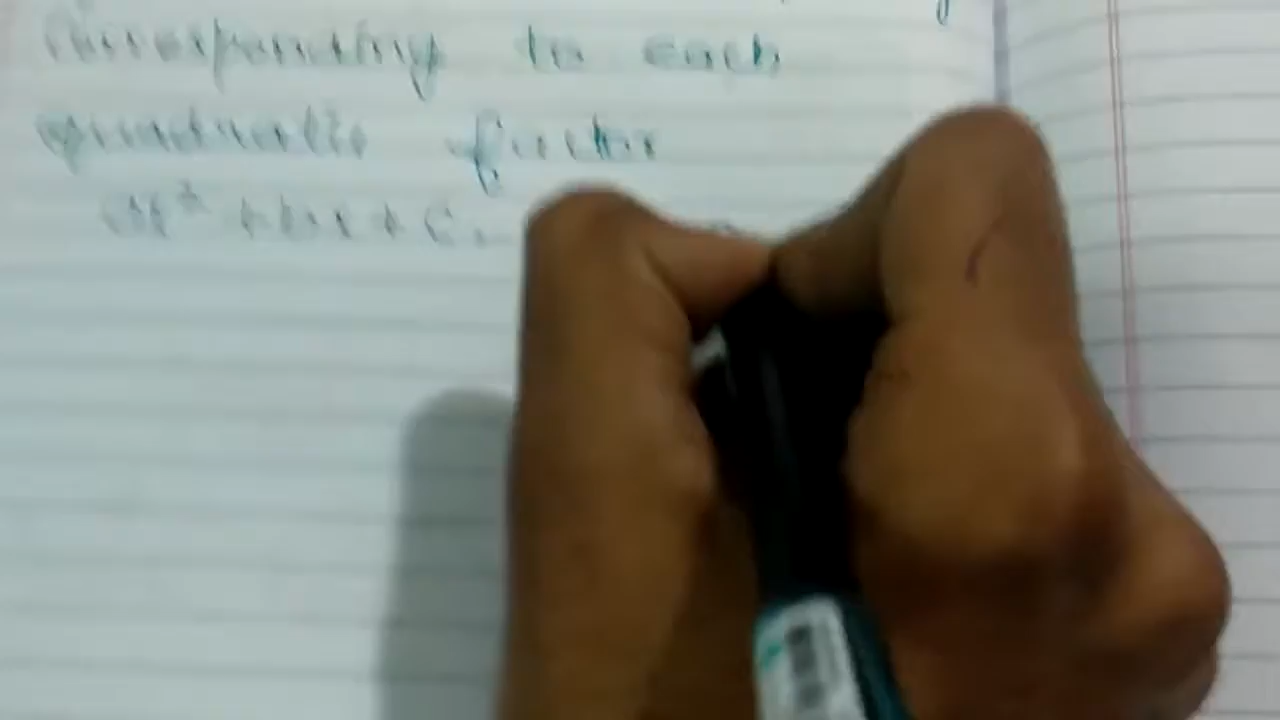 corresponding to each
quadratic factor
ax² + bx + c,